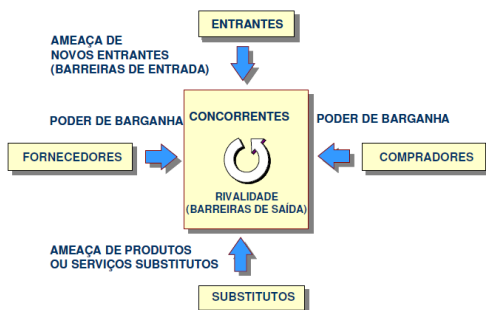 ENTRANTES
AMEAÇA DE
NOVOS ENTRANTES
(BARREIRAS DE ENTRADA)
PODER DE BARGANHA
CONCORRENTES
PODER DE BARGANHA
FORNECEDORES
COMPRADORES
RIVALIDADE
(BARREIRAS DE SAÍDA)
AMEAÇA DE PRODUTOS
OU SERVIÇOS SUBSTITUTOS
SUBSTITUTOS